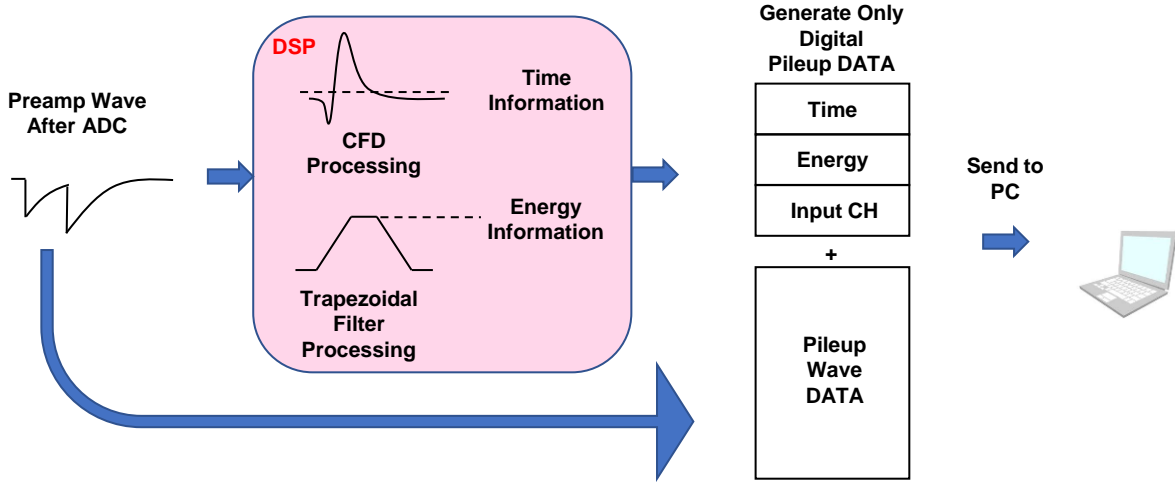 Preamp Wave
After ADC
DSP
Time
Information
CFD
Processing
Energy
Information
Trapezoidal
Filter
Processing
Generate Only
Digital
Pileup DATA
Time
Energy
Input CH
+
Pileup
Wave
DATA
Send to
PC